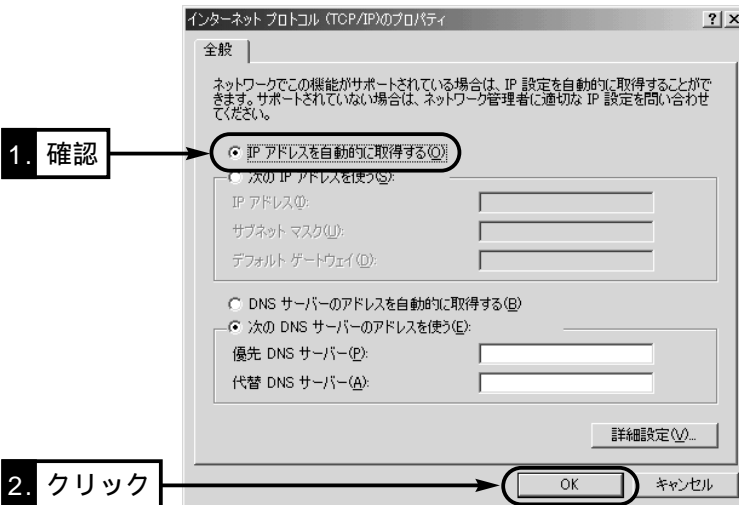 インターネット プロトコル (TCP/IP)のプロパティ
? ×
全般
ネットワークでこの機能がサポートされている場合は、IP 設定を自動的に取得することがで
きます。サポートされていない場合は、ネットワーク管理者に適切な IP 設定を問い合わせ
てください。
1. 確認
IP アドレスを自動的に取得する(O)
次の IP アドレスを使う(S):
IP アドレス(I):
サブネット マスク(U):
デフォルト ゲートウェイ(D):
DNS サーバーのアドレスを自動的に取得する(B)
次の DNS サーバーのアドレスを使う(E):
優先 DNS サーバー(P):
代替 DNS サーバー(A):
詳細設定(V)...
2. クリック
OK
キャンセル